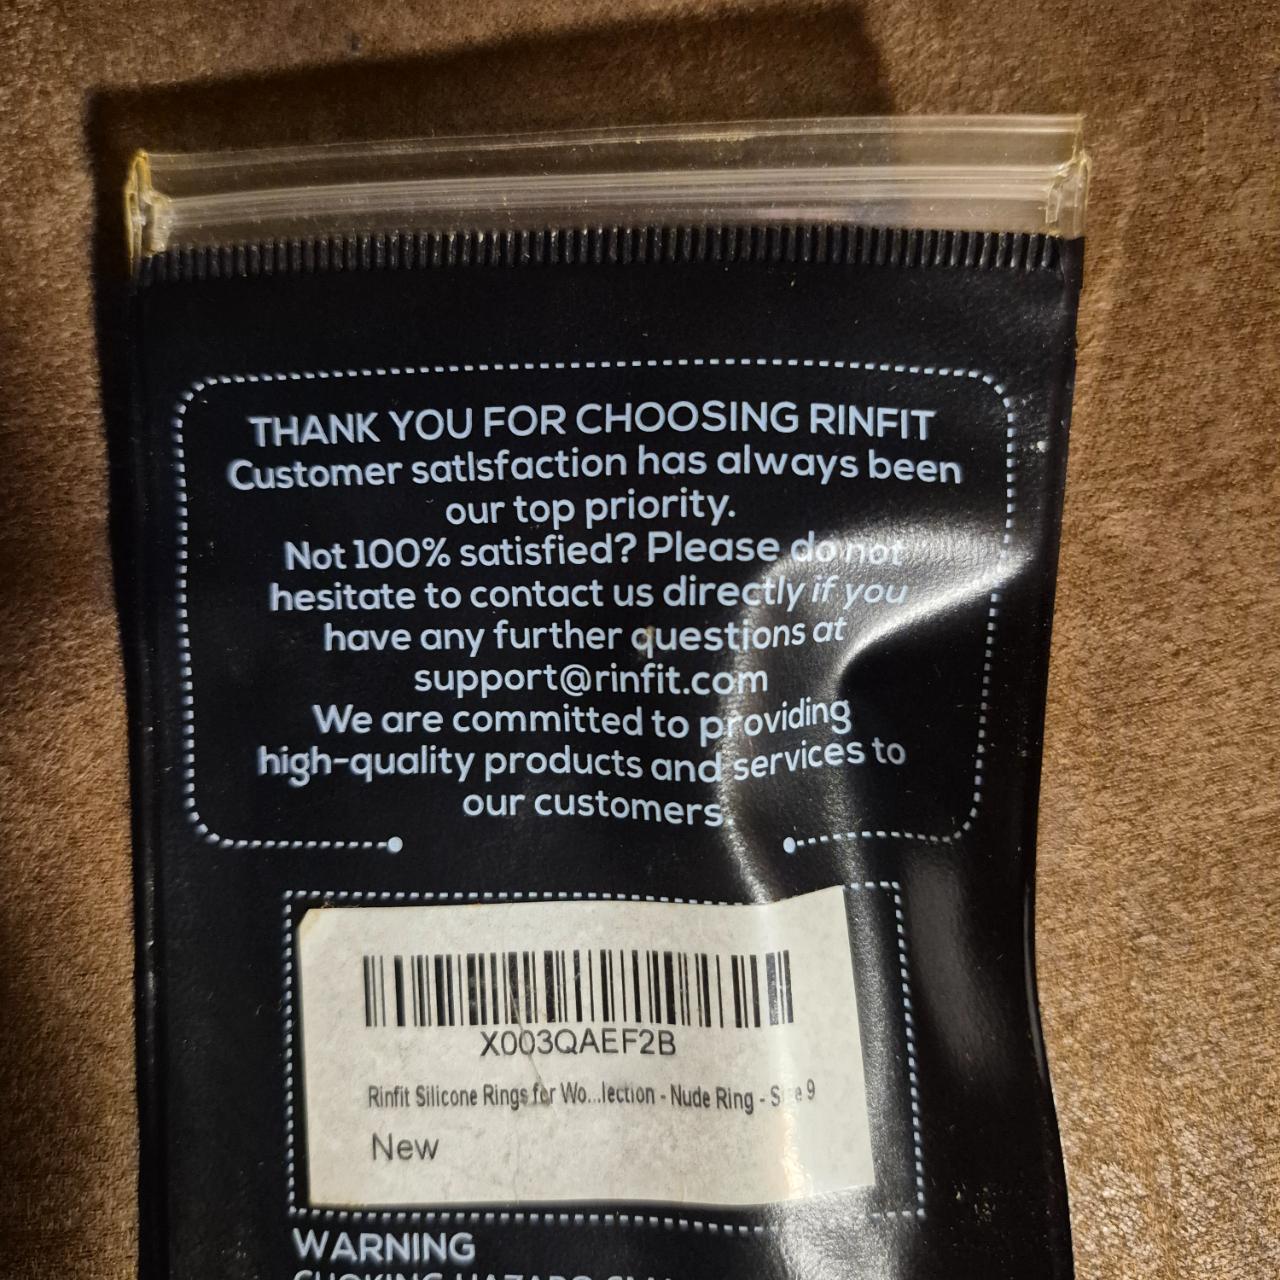 THANK YOU FOR CHOOSING RINFIT
Customer satIsfaction has always been
our top priority.
Not 100% satisfied? Please do not
hesitate to contact us directly if you
have any further questions at
support@rinfit.com
We are committed to providing
high-quality products and services to
our customers
X003QAEF2B
Rinfit Silicone Rings for Wo...lection - Nude Ring - Size 9
New
WARNING
CHOKING HAZARD